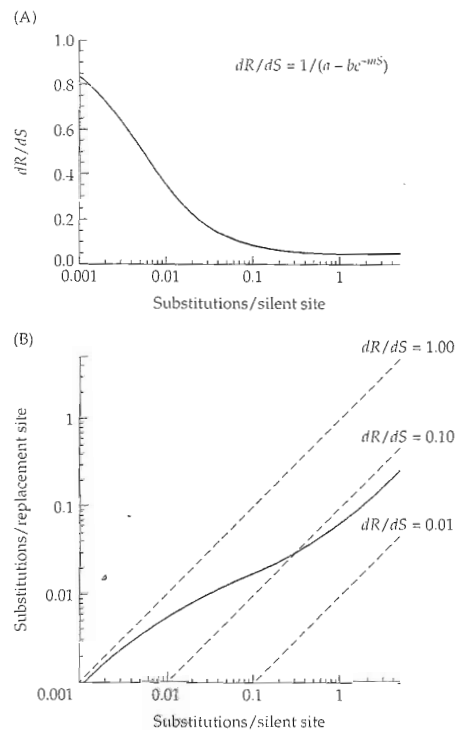 (A)
1.0
dR/dS = 1/(a − be⁻ᵐˢ)
0.8
0.6
dR/dS
0.4
0.2
0.0
0.001
0.01
0.1
1
Substitutions/silent site
(B)
dR/dS = 1.00
1
dR/dS = 0.10
Substitutions/replacement site
0.1
dR/dS = 0.01
0.01
0.001
0.01
0.1
1
Substitutions/silent site